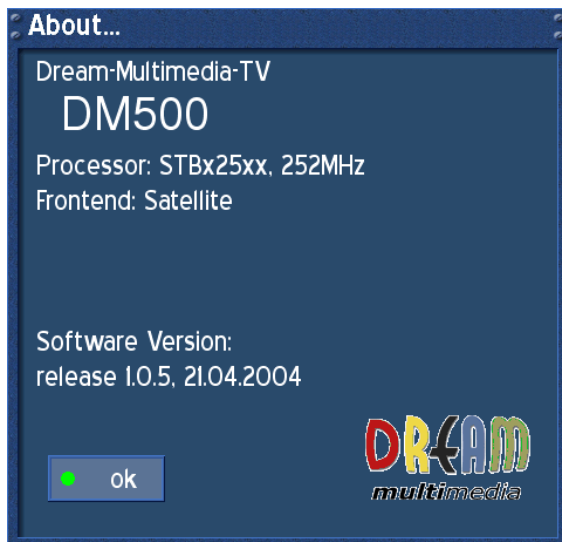 About...
Dream-Multimedia-TV
DM500
Processor: STBx25xx, 252MHz
Frontend: Satellite
Software Version:
release 1.0.5, 21.04.2004
ok
DREAM
multimedia